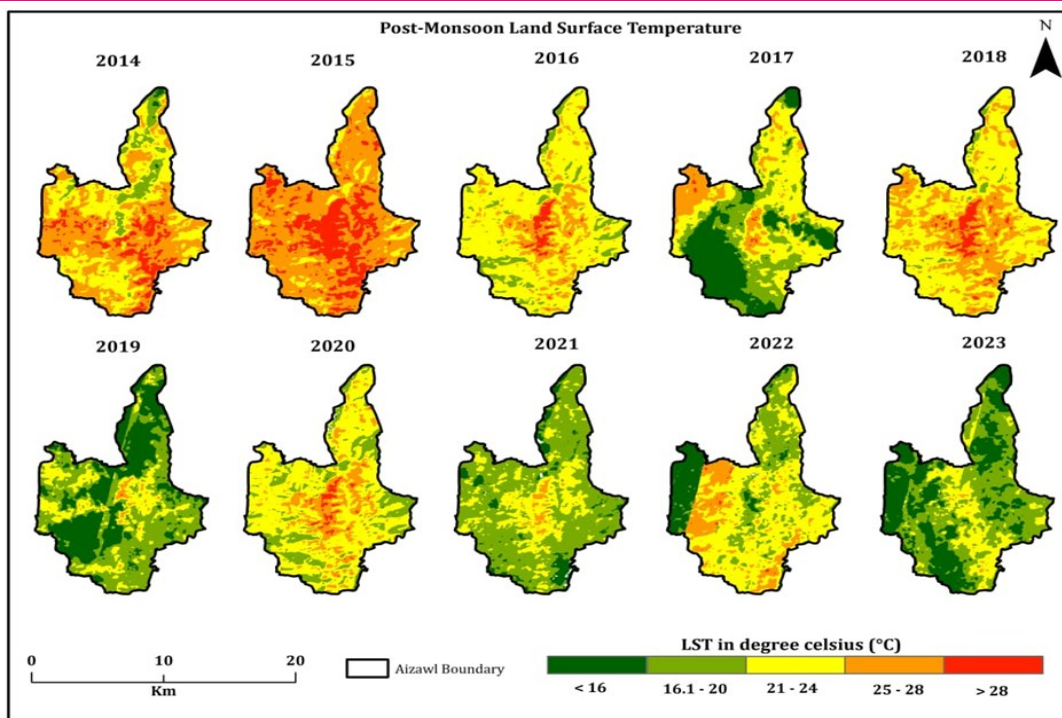 Post-Monsoon Land Surface Temperature
N
2014 2015 2016 2017 2018
2019 2020 2021 2022 2023
LST in degree celsius (°C)
0 10 20
Km
Aizawl Boundary
< 16 16.1 - 20 21 - 24 25 - 28 > 28